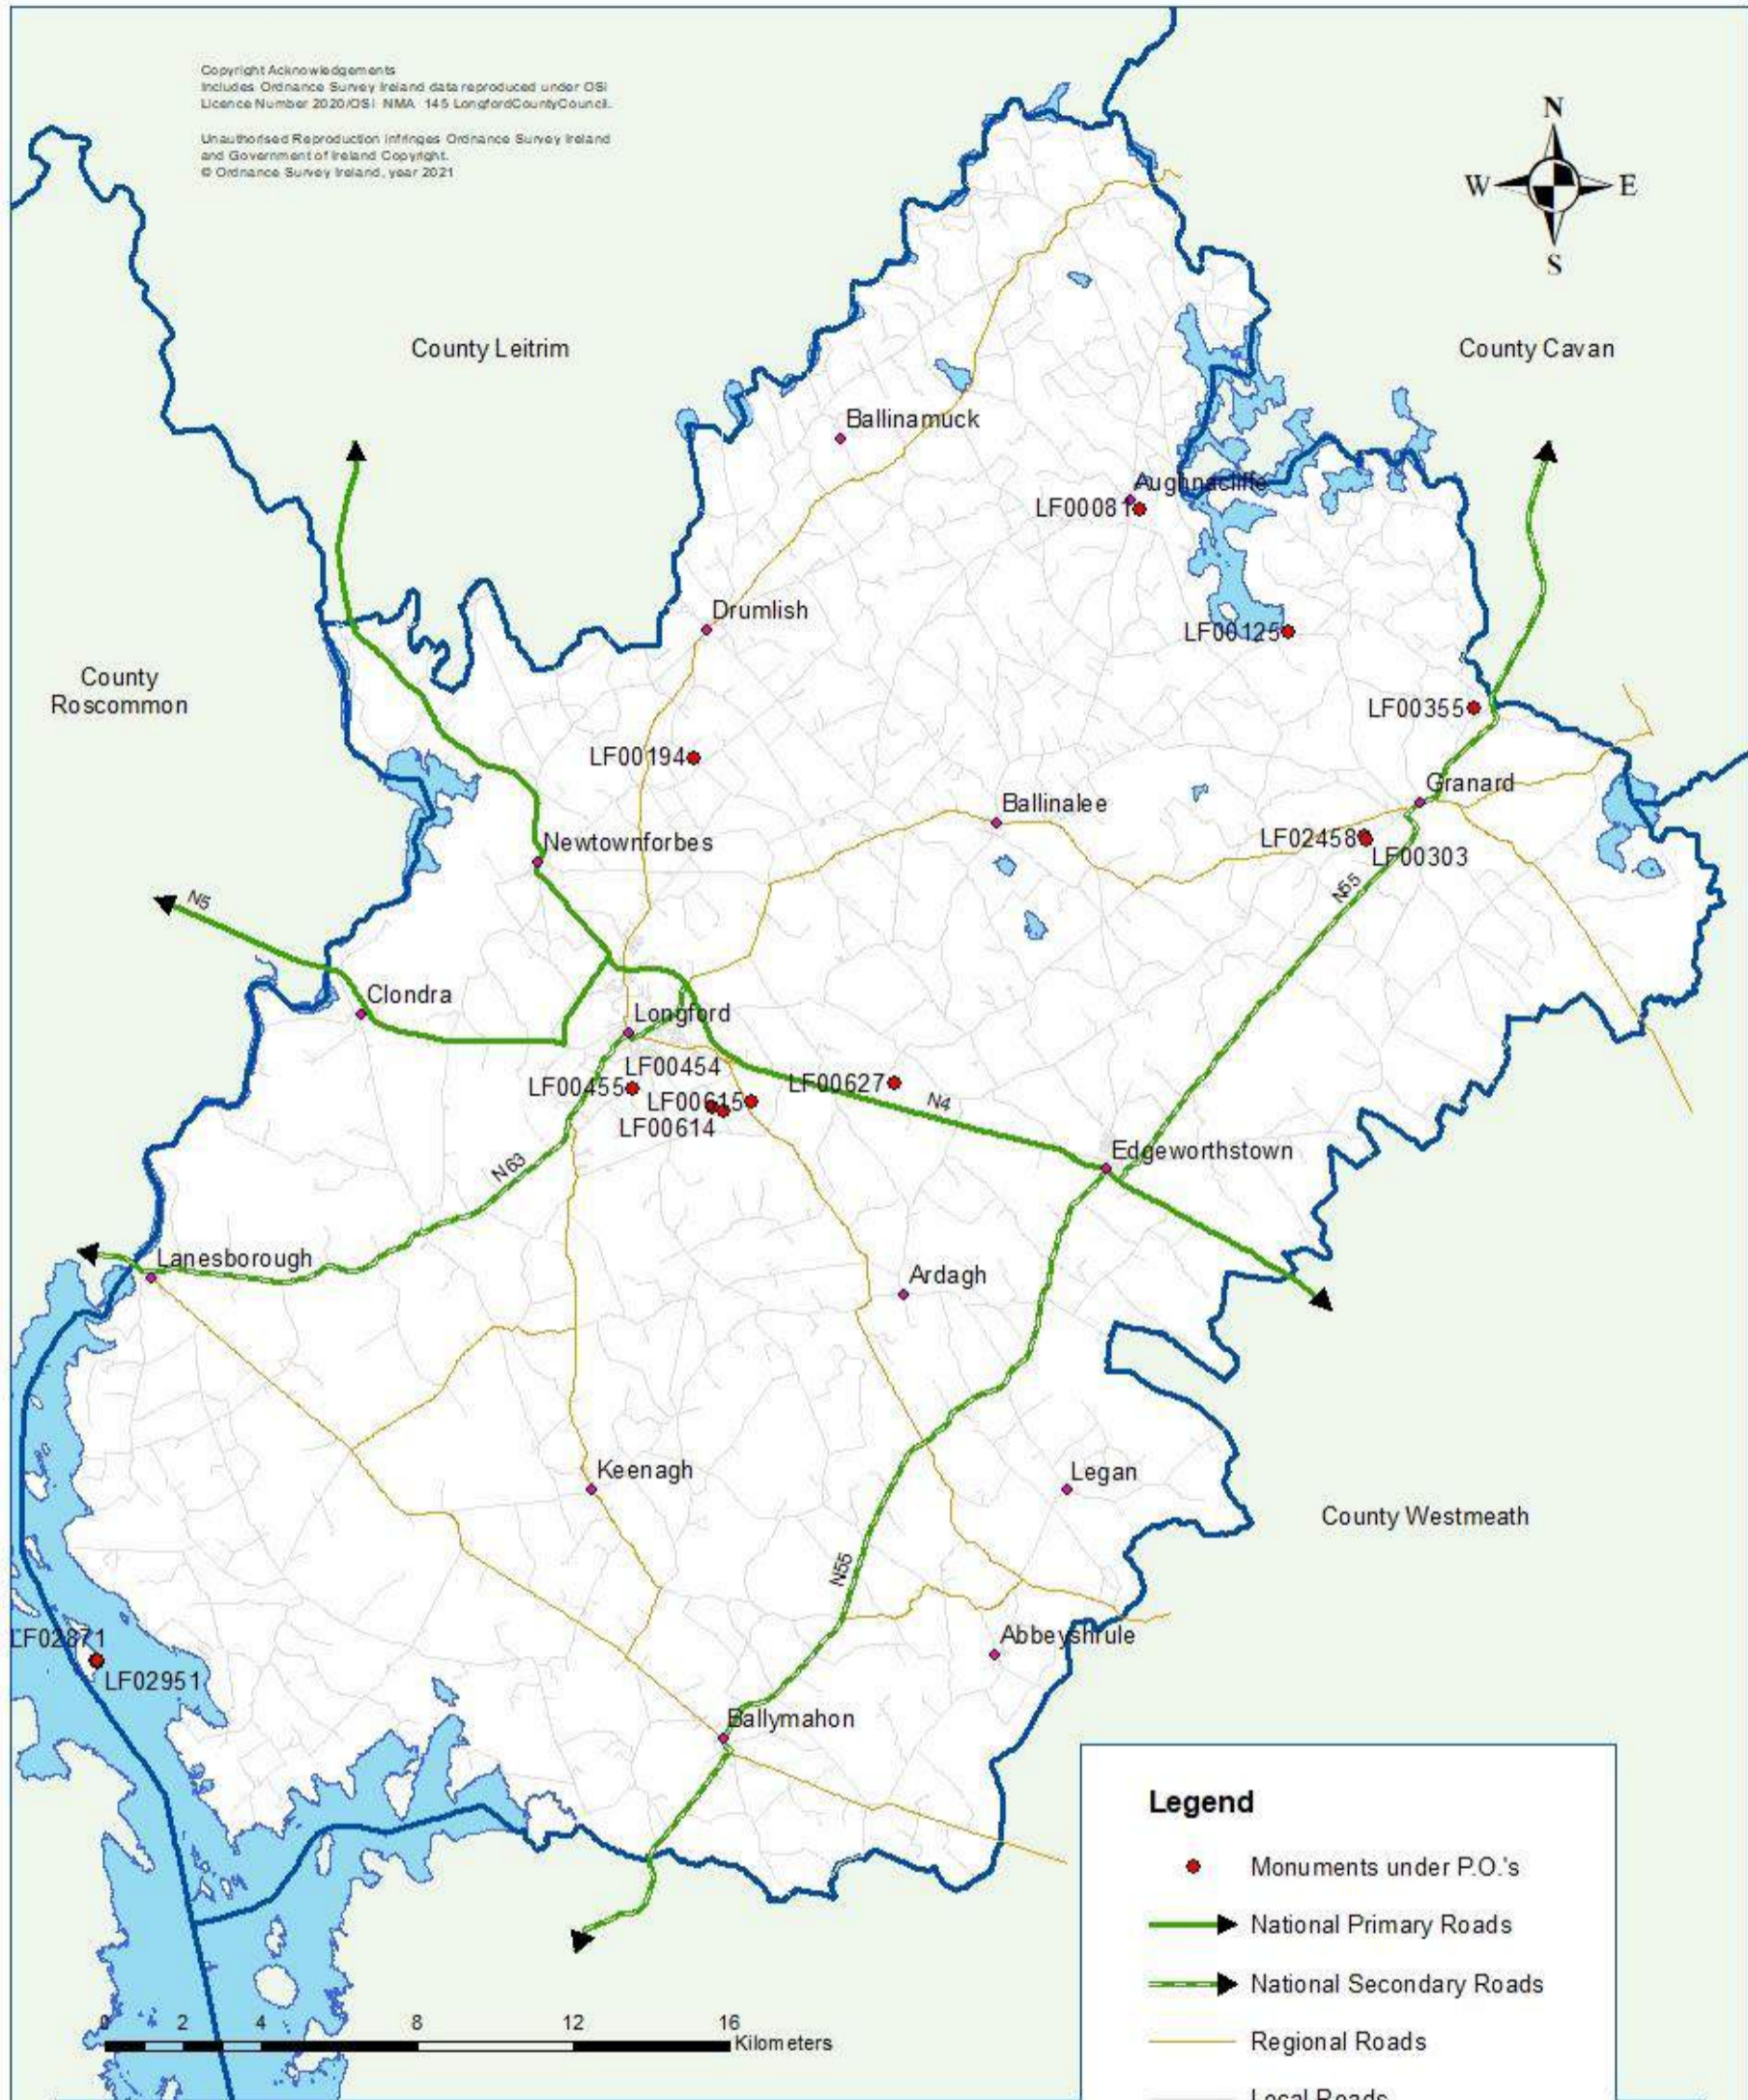 Copyright Acknowledgements
Includes Ordnance Survey Ireland data reproduced under OSi
Licence Number 2020/OSi NMA 145 LongfordCountyCouncil.
Unauthorised Reproduction infringes Ordnance Survey Ireland
and Government of Ireland Copyright.
© Ordnance Survey Ireland, year 2021
N
W
E
S
County Leitrim
County Cavan
Ballinamuck
Aughnacliffe
LF00081
Drumlish
LF00125
County
Roscommon
LF00355
LF00194
Granard
Ballinalee
LF02458
LF00303
Newtownforbes
N55
N5
Clondra
Longford
LF00454
LF00455
LF00615
LF00614
LF00627
N4
Edgeworthstown
N63
Lanesborough
Ardagh
Keenagh
Legan
County Westmeath
N55
Abbeyshrule
LF02871
LF02951
Ballymahon
Legend
Monuments under P.O.'s
National Primary Roads
National Secondary Roads
Regional Roads
Local Roads
0 2 4 8 12 16
Kilometers